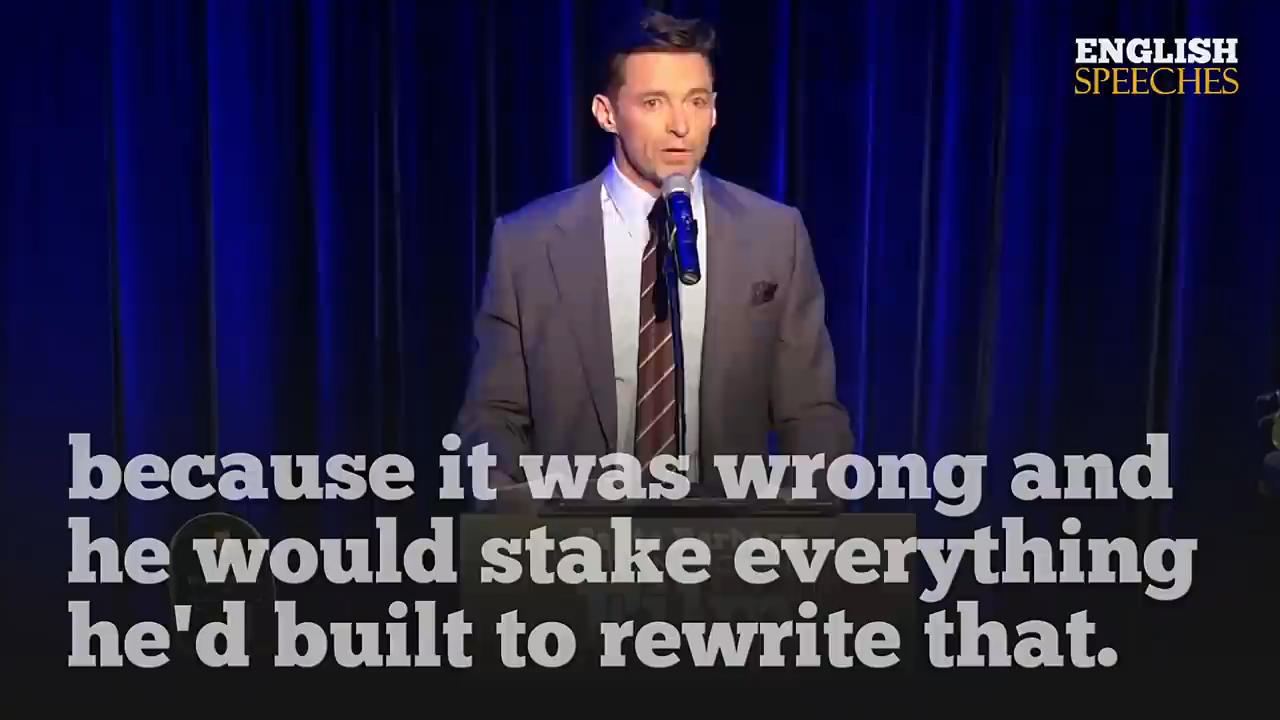 ENGLISH
SPEECHES
because it was wrong and
he would stake everything
he'd built to rewrite that.